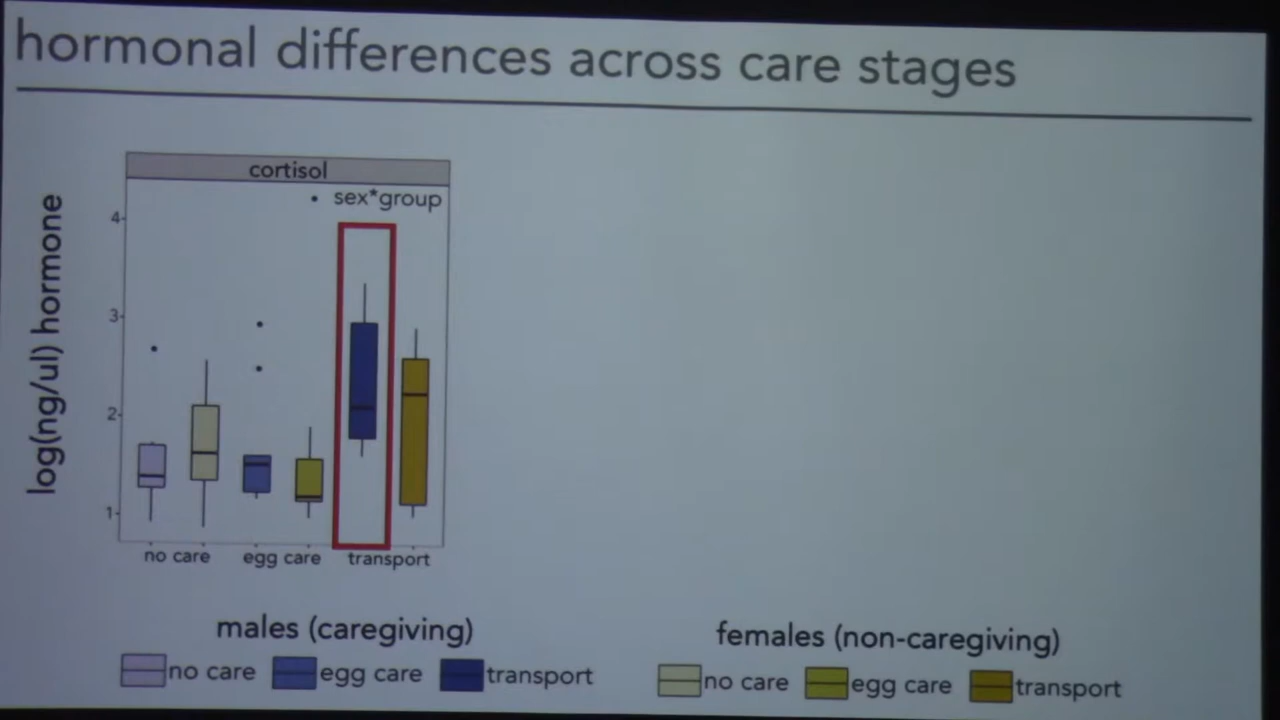 hormonal differences across care stages
cortisol
sex*group
log(ng/ul) hormone
4
3
2
1
no care egg care transport
males (caregiving)
no care egg care transport
females (non-caregiving)
no care egg care transport